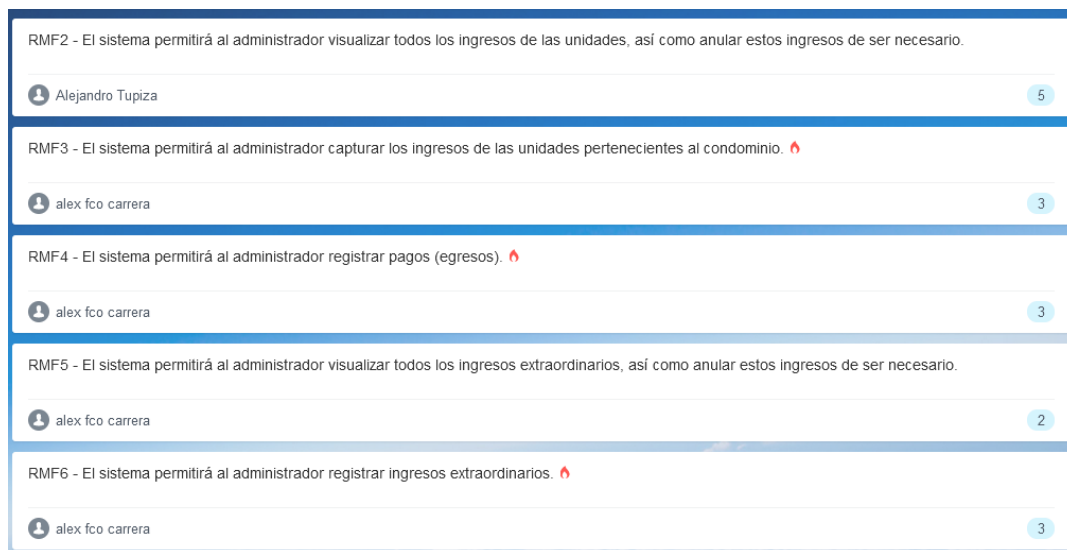 RMF2 - El sistema permitirá al administrador visualizar todos los ingresos de las unidades, así como anular estos ingresos de ser necesario.
Alejandro Tupiza 5
RMF3 - El sistema permitirá al administrador capturar los ingresos de las unidades pertenecientes al condominio.
alex fco carrera 3
RMF4 - El sistema permitirá al administrador registrar pagos (egresos).
alex fco carrera 3
RMF5 - El sistema permitirá al administrador visualizar todos los ingresos extraordinarios, así como anular estos ingresos de ser necesario.
alex fco carrera 2
RMF6 - El sistema permitirá al administrador registrar ingresos extraordinarios.
alex fco carrera 3